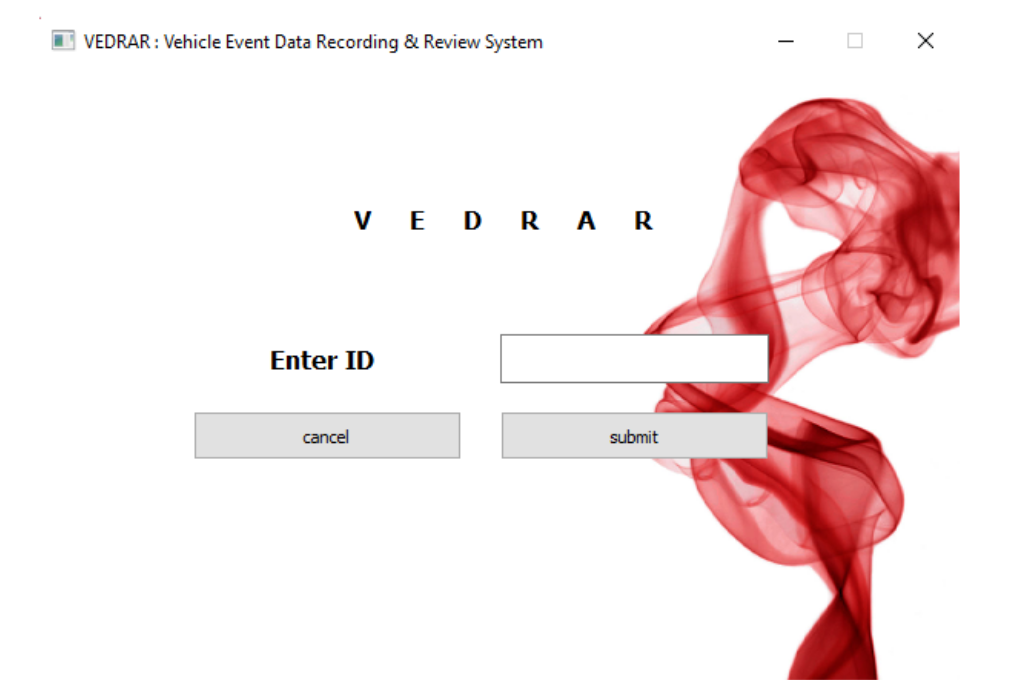 VEDRAR : Vehicle Event Data Recording & Review System
V E D R A R
Enter ID
cancel submit